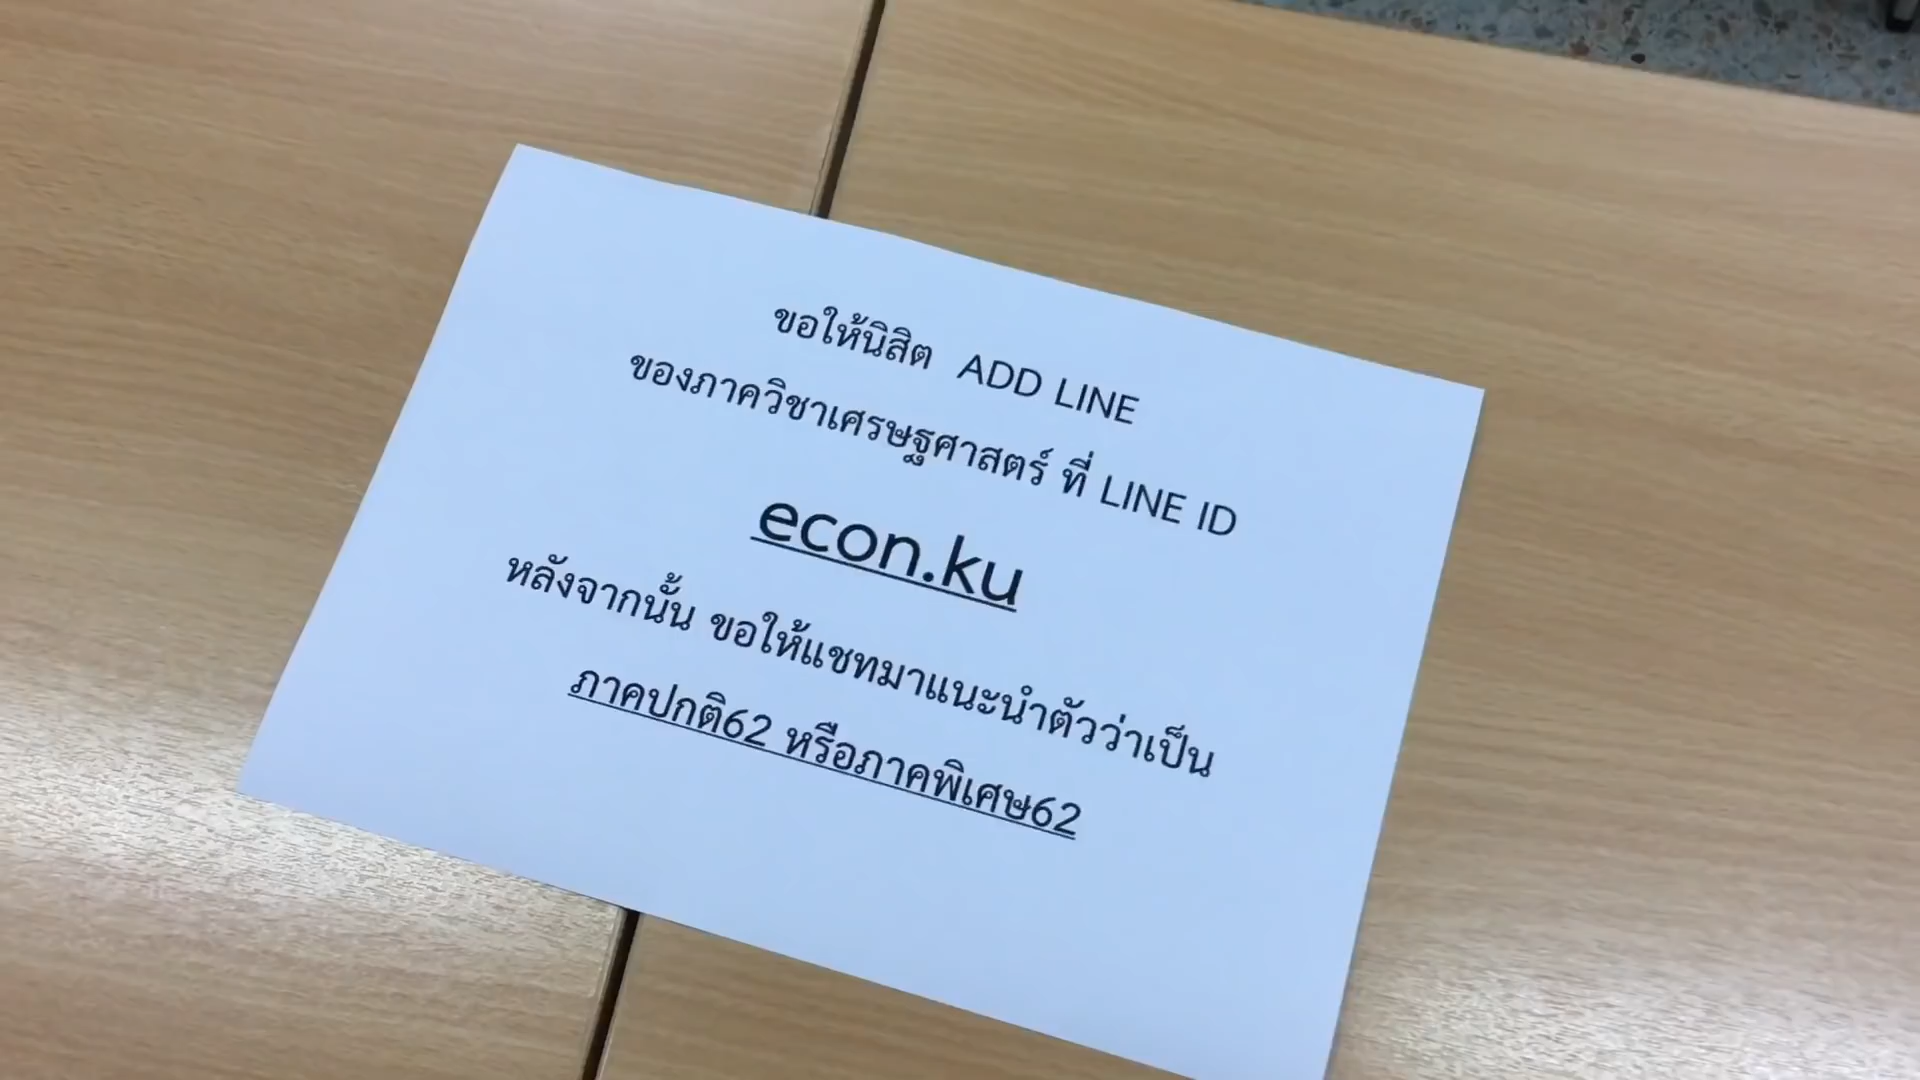 ขอให้นิสิต ADD LINE
ของภาควิชาเศรษฐศาสตร์ ที่ LINE ID
econ.ku
หลังจากนั้น ขอให้แชทมาแนะนำตัวว่าเป็น
ภาคปกติ62 หรือภาคพิเศษ62